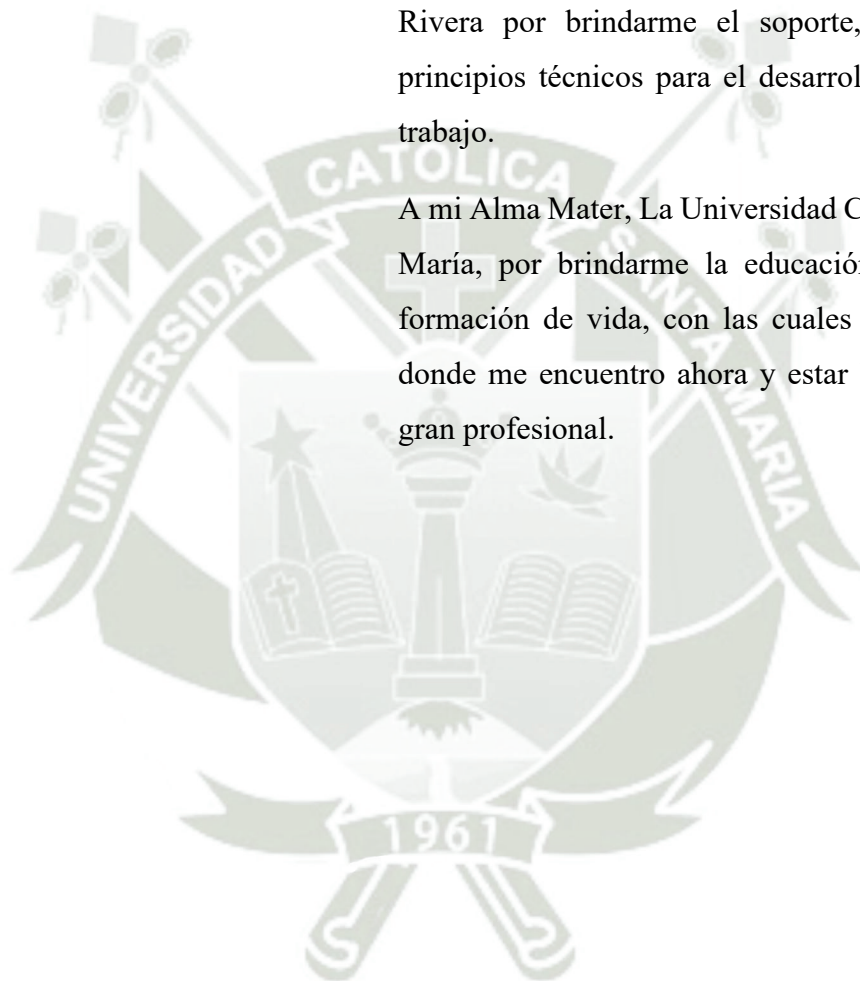 Rivera por brindarme el soporte,
principios técnicos para el desarrol
trabajo.
A mi Alma Mater, La Universidad C
María, por brindarme la educación
formación de vida, con las cuales
donde me encuentro ahora y estar
gran profesional.
UNIVERSIDAD CATOLICA SANTA MARIA
1961